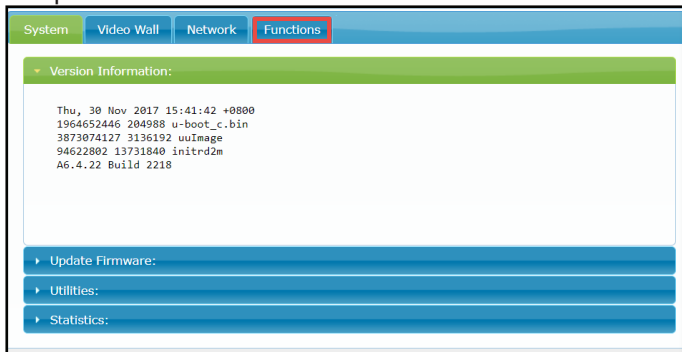 System Video Wall Network Functions
Version Information:
Thu, 30 Nov 2017 15:41:42 +0800
1964652446 204988 u-boot_c.bin
3873074127 3136192 uuImage
94622802 13731840 initrd2m
A6.4.22 Build 2218
Update Firmware:
Utilities:
Statistics: